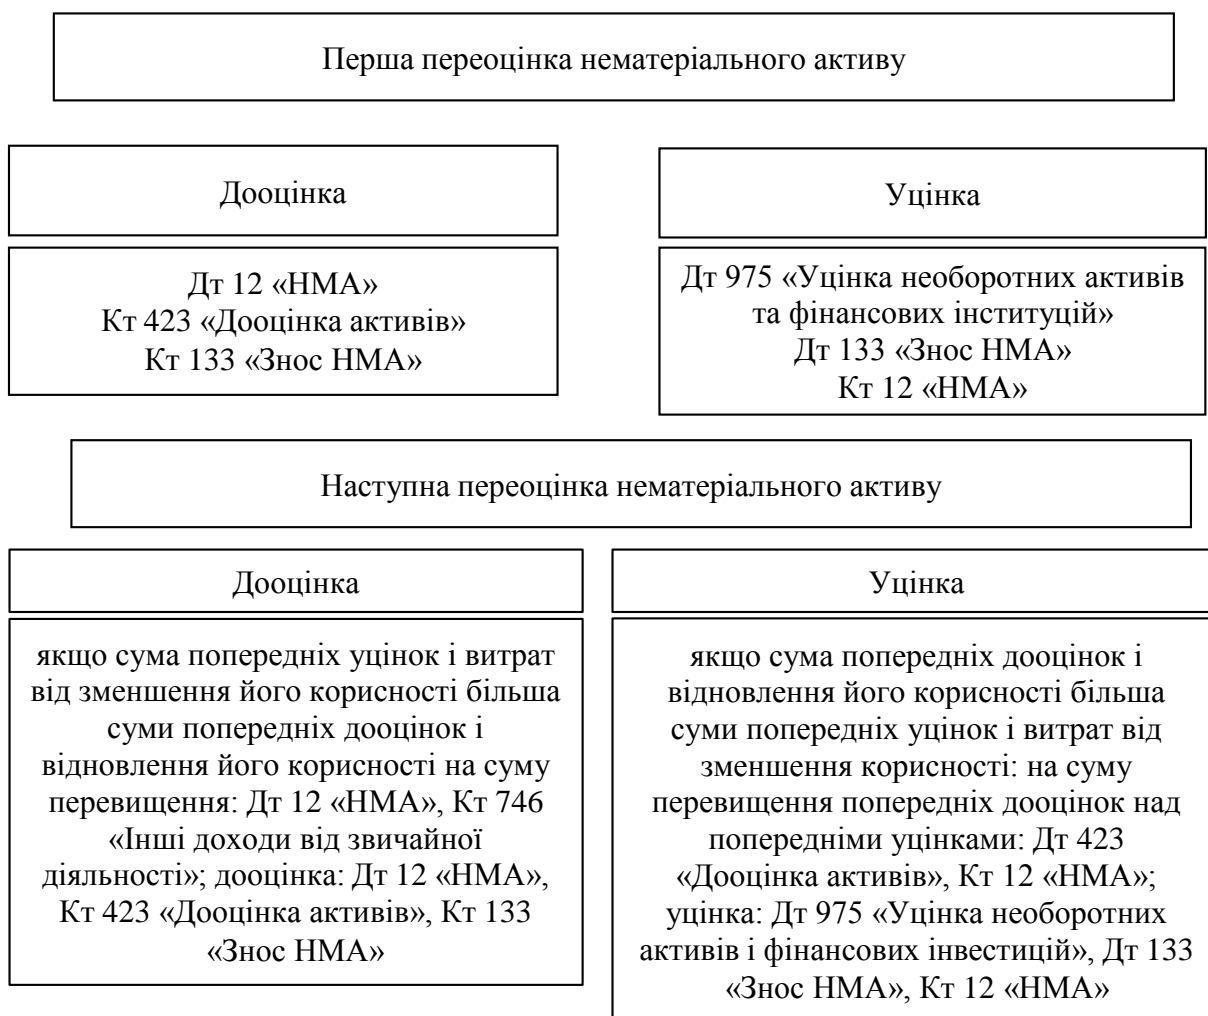 Перша переоцінка нематеріального активу
Дооцінка
Дт 12 «НМА»
Кт 423 «Дооцінка активів»
Кт 133 «Знос НМА»
Уцінка
Дт 975 «Уцінка необоротних активів
та фінансових інституцій»
Дт 133 «Знос НМА»
Кт 12 «НМА»
Наступна переоцінка нематеріального активу
Дооцінка
якщо сума попередніх уцінок і витрат
від зменшення його корисності більша
суми попередніх дооцінок і
відновлення його корисності на суму
перевищення: Дт 12 «НМА», Кт 746
«Інші доходи від звичайної
діяльності»; дооцінка: Дт 12 «НМА»,
Кт 423 «Дооцінка активів», Кт 133
«Знос НМА»
Уцінка
якщо сума попередніх дооцінок і
відновлення його корисності більша
суми попередніх уцінок і витрат від
зменшення корисності: на суму
перевищення попередніх дооцінок над
попередніми уцінками: Дт 423
«Дооцінка активів», Кт 12 «НМА»;
уцінка: Дт 975 «Уцінка необоротних
активів і фінансових інвестицій», Дт 133
«Знос НМА», Кт 12 «НМА»